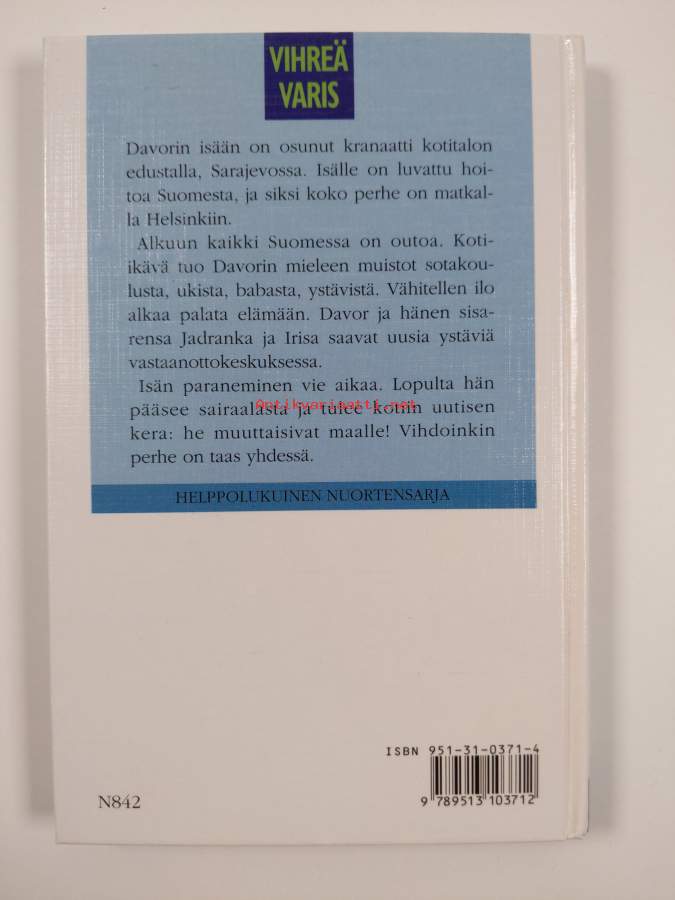 VIHREÄ
VARIS
Davorin isään on osunut kranaatti kotitalon
edustalla, Sarajevossa. Isälle on luvattu hoi-
toa Suomesta, ja siksi koko perhe on matkal-
la Helsinkiin.
Alkuun kaikki Suomessa on outoa. Koti-
ikävä tuo Davorin mieleen muistot sotakou-
lusta, ukista, babasta, ystävistä. Vähitellen ilo
alkaa palata elämään. Davor ja hänen sisa-
rensa Jadranka ja Irisa saavat uusia ystäviä
vastaanottokeskuksessa.
Isän paraneminen vie aikaa. Lopulta hän
Antikvariaatti.net
pääsee sairaalasta ja tulee kotiin uutisen
kera: he muuttaisivat maalle! Vihdoinkin
perhe on taas yhdessä.
HELPPOLUKUINEN NUORTENSARJA
ISBN 951-31-0371-4
9 789513 103712
N842